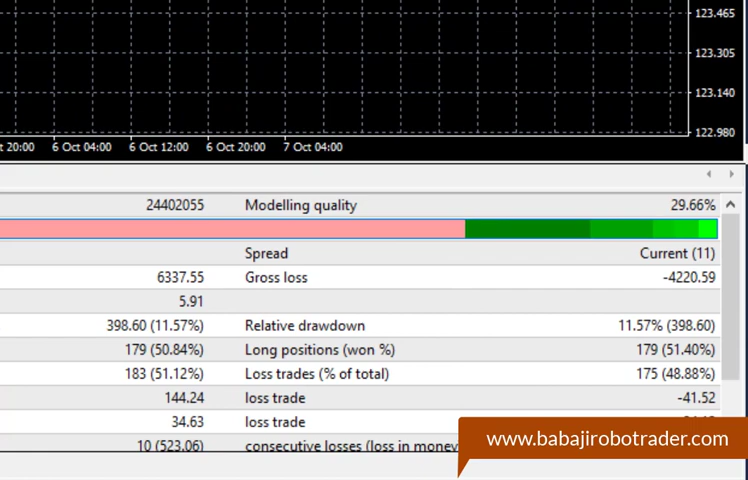 123.465
123.305
123.140
122.980
t 20:00 6 Oct 04:00 6 Oct 12:00 6 Oct 20:00 7 Oct 04:00
24402055 Modelling quality 29.66%
Spread Current (11)
6337.55 Gross loss -4220.59
5.91
398.60 (11.57%) Relative drawdown 11.57% (398.60)
179 (50.84%) Long positions (won %) 179 (51.40%)
183 (51.12%) Loss trades (% of total) 175 (48.88%)
144.24 loss trade -41.52
34.63 loss trade
10 (523.06) consecutive losses (loss in money
www.babajirobotrader.com